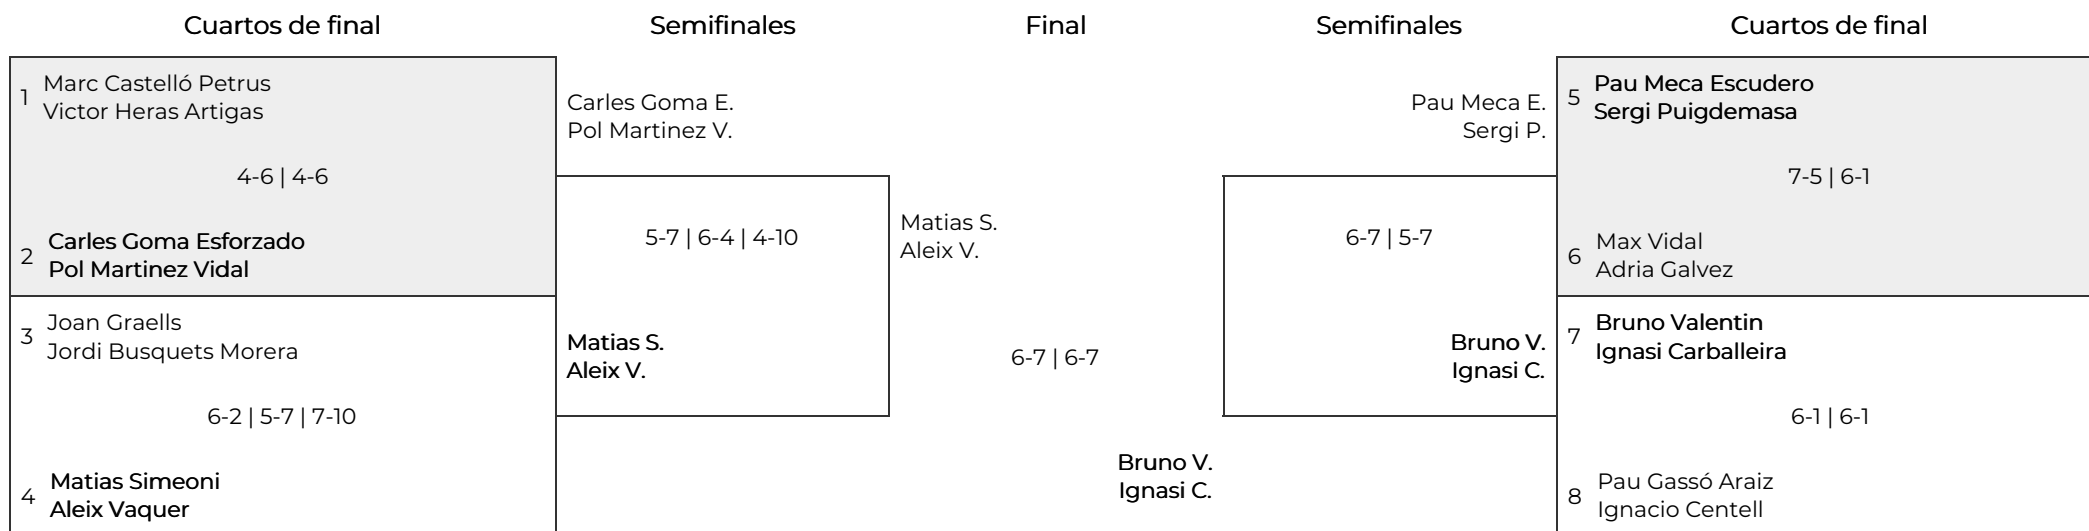 Cuartos de final
Semifinales
Final
Semifinales
Cuartos de final
1
Marc Castelló Petrus
Victor Heras Artigas
4-6 | 4-6
2
Carles Goma Esforzado
Pol Martinez Vidal
3
Joan Graells
Jordi Busquets Morera
6-2 | 5-7 | 7-10
4
Matias Simeoni
Aleix Vaquer
Carles Goma E.
Pol Martinez V.
5-7 | 6-4 | 4-10
Matias S.
Aleix V.
Matias S.
Aleix V.
6-7 | 6-7
Bruno V.
Ignasi C.
Pau Meca E.
Sergi P.
6-7 | 5-7
Bruno V.
Ignasi C.
5
Pau Meca Escudero
Sergi Puigdemasa
7-5 | 6-1
6
Max Vidal
Adria Galvez
7
Bruno Valentin
Ignasi Carballeira
6-1 | 6-1
8
Pau Gassó Araiz
Ignacio Centell